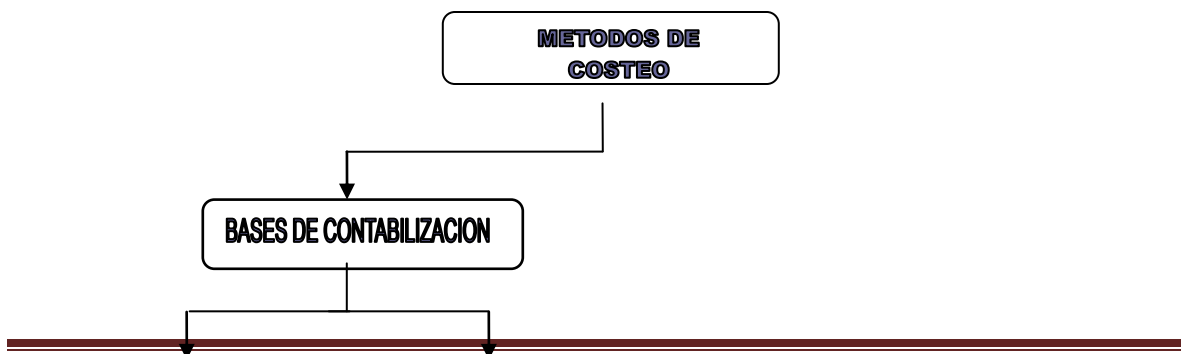 METODOS DE
COSTEO
BASES DE CONTABILIZACION